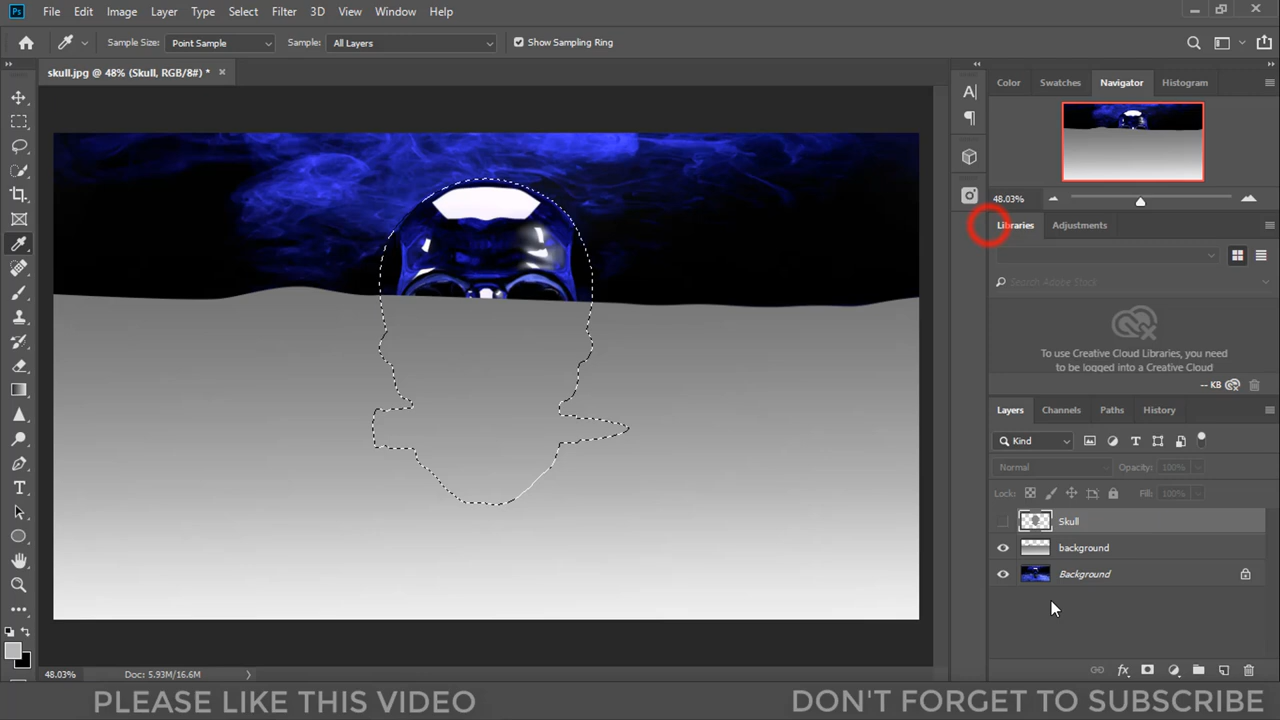 Ps File Edit Image Layer Type Select Filter 3D View Window Help
Sample Size: Point Sample Sample: All Layers Show Sampling Ring
skull.jpg @ 48% (Skull, RGB/8#) * ×
Color Swatches Navigator Histogram
48.03%
Libraries Adjustments
Search Adobe Stock
To use Creative Cloud Libraries, you need
to be logged into a Creative Cloud
-- KB
Layers Channels Paths History
Kind
Normal Opacity: 100%
Lock: Fill: 100%
Skull
background
Background
48.03% Doc: 5.93M/16.6M
PLEASE LIKE THIS VIDEO DON'T FORGET TO SUBSCRIBE